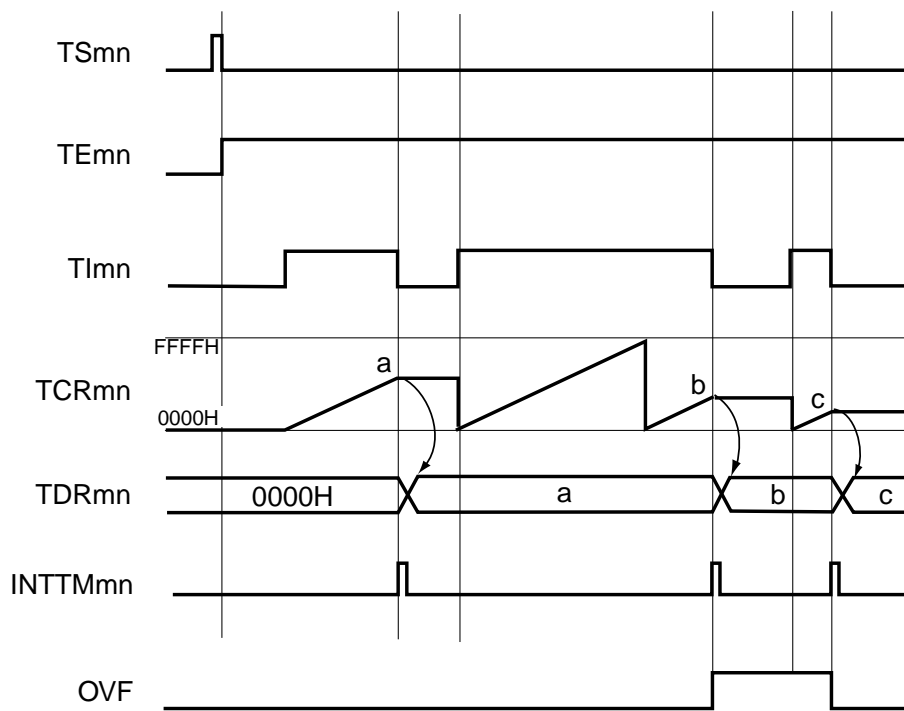 TSmn
TEmn
TImn
FFFFH
a
b
c
TCRmn
0000H
TDRmn
0000H
a
b
c
INTTMmn
OVF